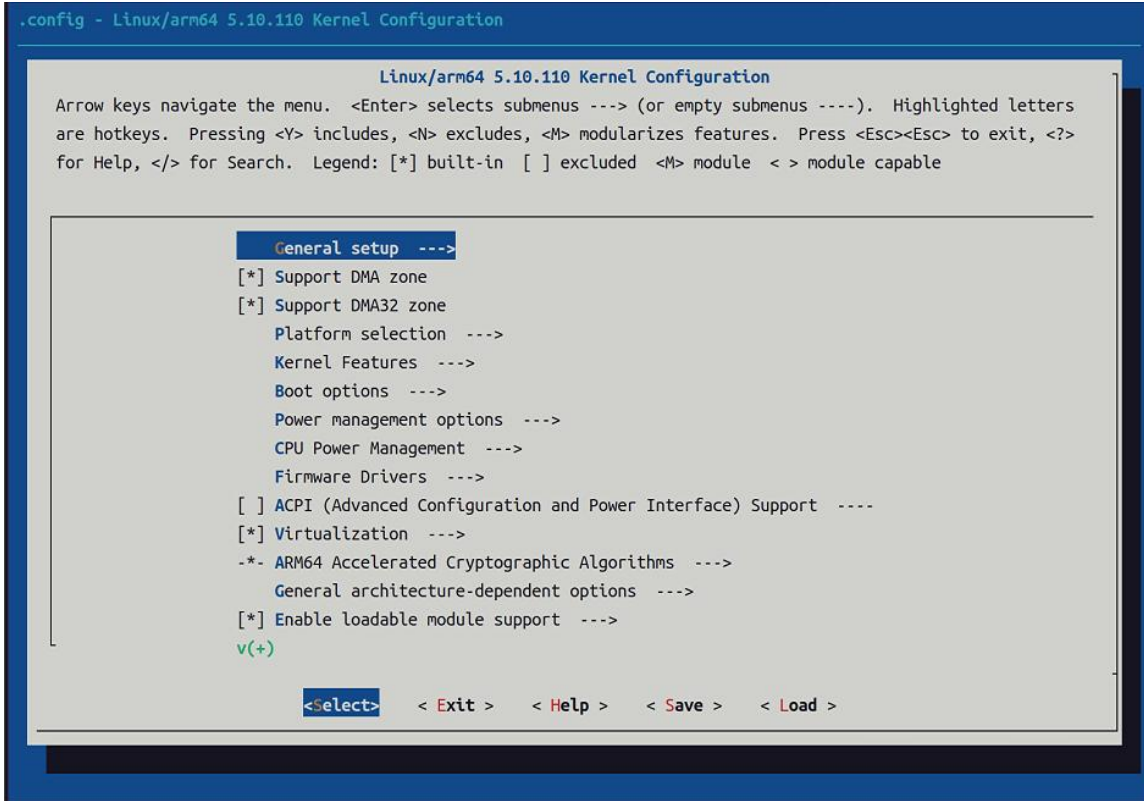 .config - Linux/arm64 5.10.110 Kernel Configuration
Linux/arm64 5.10.110 Kernel Configuration
Arrow keys navigate the menu.  <Enter> selects submenus ---> (or empty submenus ----).  Highlighted letters
are hotkeys.  Pressing <Y> includes, <N> excludes, <M> modularizes features.  Press <Esc><Esc> to exit, <?>
for Help, </> for Search.  Legend: [*] built-in  [ ] excluded  <M> module  < > module capable
General setup  --->
[*] Support DMA zone
[*] Support DMA32 zone
Platform selection  --->
Kernel Features  --->
Boot options  --->
Power management options  --->
CPU Power Management  --->
Firmware Drivers  --->
[ ] ACPI (Advanced Configuration and Power Interface) Support  ----
[*] Virtualization  --->
-*- ARM64 Accelerated Cryptographic Algorithms  --->
General architecture-dependent options  --->
[*] Enable loadable module support  --->
v(+)
<Select>    < Exit >    < Help >    < Save >    < Load >